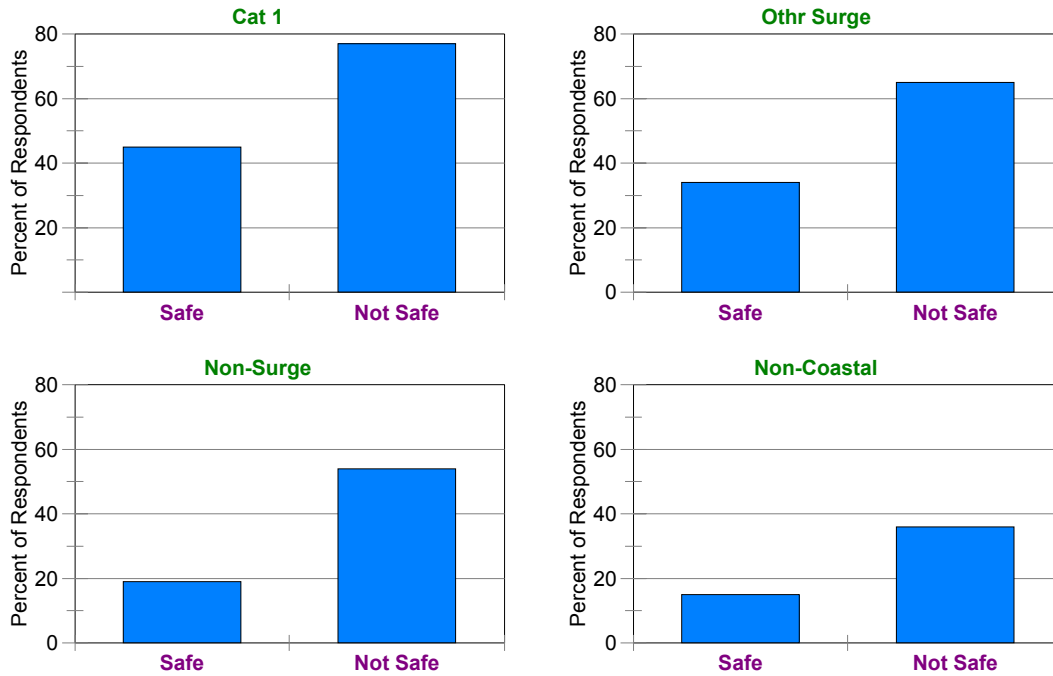 Cat 1
Percent of Respondents
80
60
40
20
Safe Not Safe
Othr Surge
Percent of Respondents
80
60
40
20
0
Safe Not Safe
Non-Surge
Percent of Respondents
80
60
40
20
0
Safe Not Safe
Non-Coastal
Percent of Respondents
80
60
40
20
0
Safe Not Safe